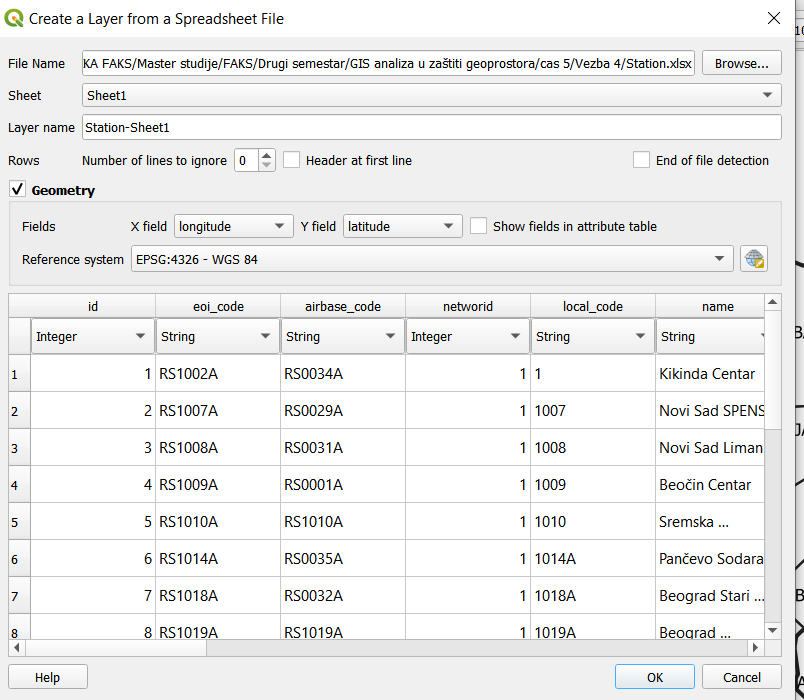 Create a Layer from a Spreadsheet File
File Name KA FAKS/Master studije/FAKS/Drugi semestar/GIS analiza u zaštiti geoprostora/cas 5/Vezba 4/Station.xlsx Browse...
Sheet Sheet1
Layer name Station-Sheet1
Rows Number of lines to ignore 0 Header at first line End of file detection
Geometry
Fields X field longitude Y field latitude Show fields in attribute table
Reference system EPSG:4326 - WGS 84
id eoi_code airbase_code networid local_code name
Integer String String Integer String String
1 1 RS1002A RS0034A 1 1 Kikinda Centar
2 2 RS1007A RS0029A 1 1007 Novi Sad SPENS
3 3 RS1008A RS0031A 1 1008 Novi Sad Liman
4 4 RS1009A RS0001A 1 1009 Beočin Centar
5 5 RS1010A RS1010A 1 1010 Sremska ...
6 6 RS1014A RS0035A 1 1014A Pančevo Sodara
7 7 RS1018A RS0032A 1 1018A Beograd Stari ...
8 8 RS1019A RS1019A 1 1019A Beograd ...
Help OK Cancel